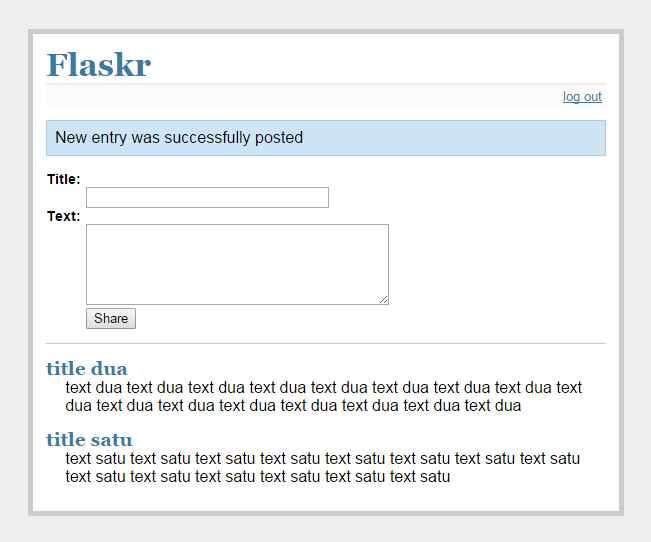 Flaskr
log out
New entry was successfully posted
Title:
Text:
Share
title dua
text dua text dua text dua text dua text dua text dua text dua text dua text
dua text dua text dua text dua text dua text dua text dua text dua
title satu
text satu text satu text satu text satu text satu text satu text satu text satu
text satu text satu text satu text satu text satu text satu